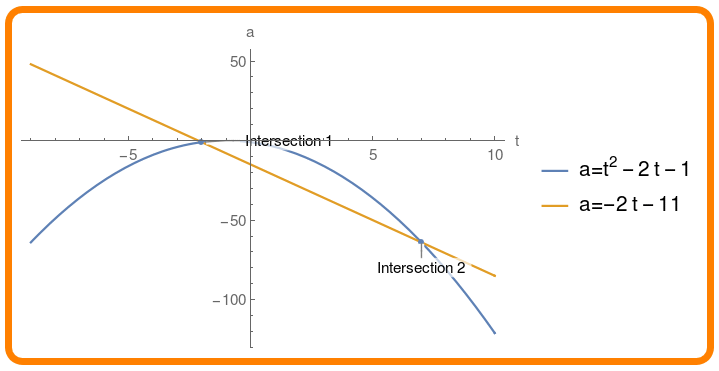 a
50
Intersection 1
t
−5
5
10
a=t² − 2 t − 1
a=−2 t − 11
−50
Intersection 2
−100